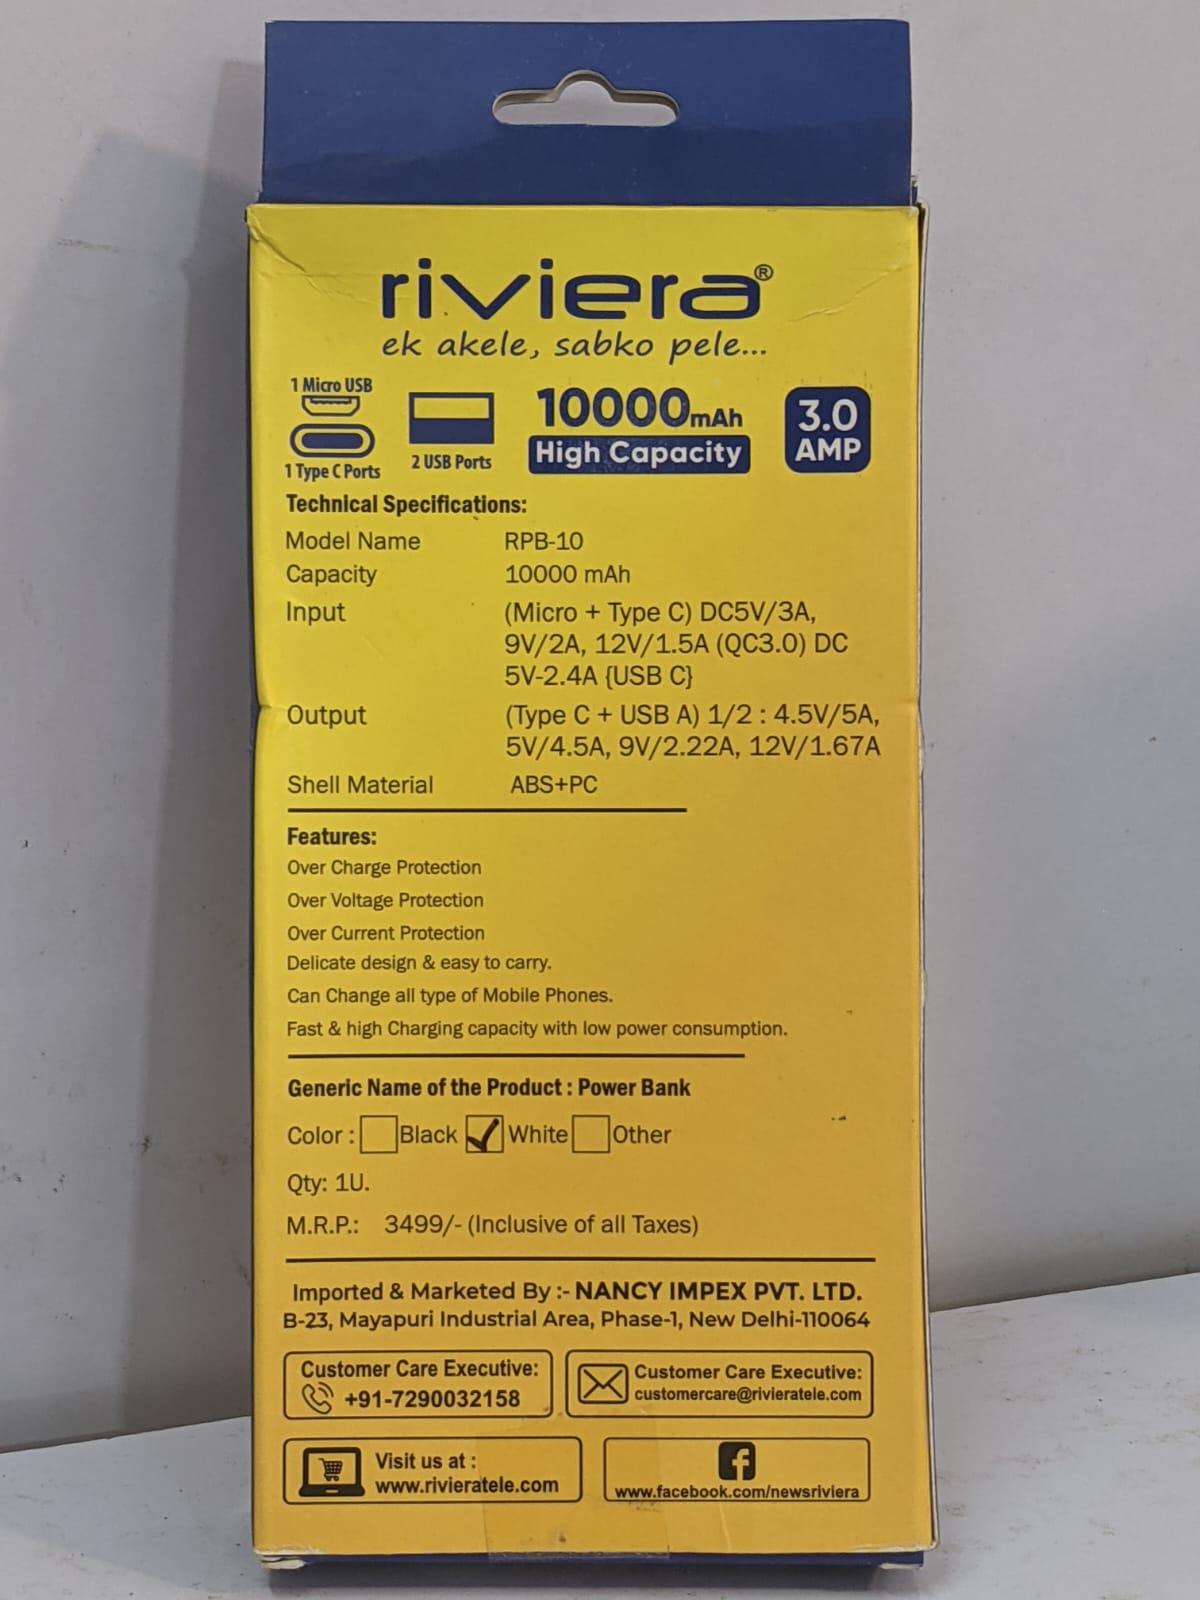 riviera®
ek akele, sabko pele...
1 Micro USB
1 Type C Ports
2 USB Ports
10000mAh
High Capacity
3.0
AMP
Technical Specifications:
Model Name RPB-10
Capacity 10000 mAh
Input (Micro + Type C) DC5V/3A,
9V/2A, 12V/1.5A (QC3.0) DC
5V-2.4A {USB C}
Output (Type C + USB A) 1/2 : 4.5V/5A,
5V/4.5A, 9V/2.22A, 12V/1.67A
Shell Material ABS+PC
Features:
Over Charge Protection
Over Voltage Protection
Over Current Protection
Delicate design & easy to carry.
Can Change all type of Mobile Phones.
Fast & high Charging capacity with low power consumption.
Generic Name of the Product : Power Bank
Color : Black White Other
Qty: 1U.
M.R.P.: 3499/- (Inclusive of all Taxes)
Imported & Marketed By :- NANCY IMPEX PVT. LTD.
B-23, Mayapuri Industrial Area, Phase-1, New Delhi-110064
Customer Care Executive:
+91-7290032158
Customer Care Executive:
customercare@rivieratele.com
Visit us at :
www.rivieratele.com
www.facebook.com/newsriviera